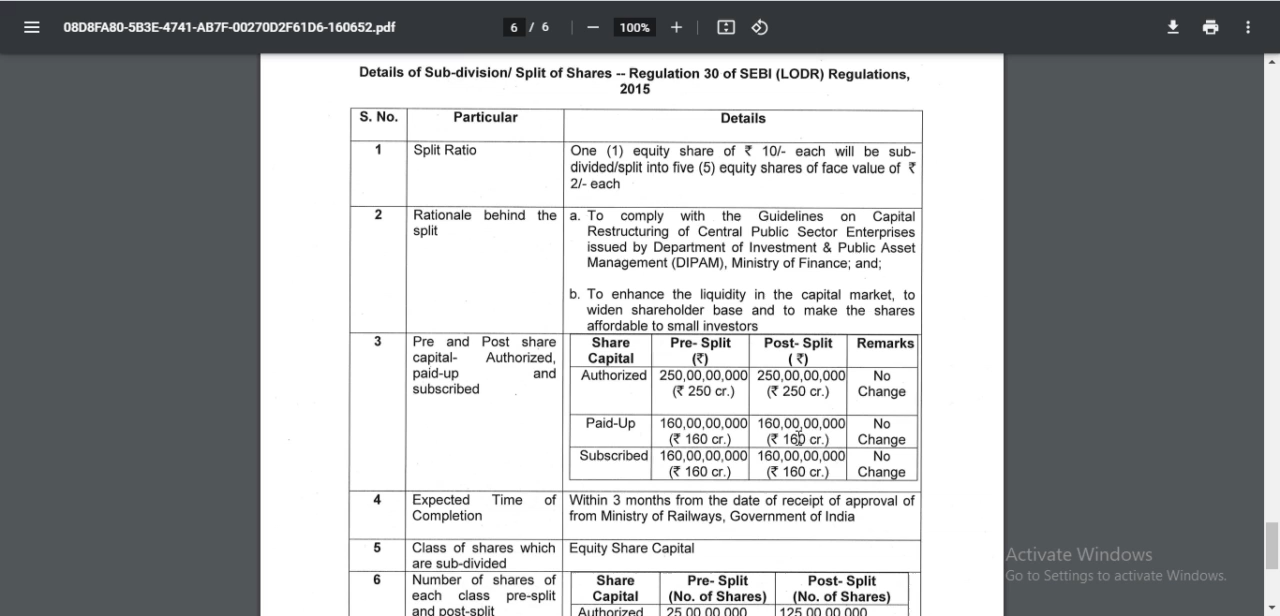 08D8FA80-5B3E-4741-AB7F-00270D2F61D6-160652.pdf
6 / 6
100%
Details of Sub-division/ Split of Shares -- Regulation 30 of SEBI (LODR) Regulations,
2015
S. No. Particular Details
1 Split Ratio One (1) equity share of ₹ 10/- each will be sub-
divided/split into five (5) equity shares of face value of ₹
2/- each
2 Rationale behind the a. To comply with the Guidelines on Capital
split Restructuring of Central Public Sector Enterprises
issued by Department of Investment & Public Asset
Management (DIPAM), Ministry of Finance; and;
b. To enhance the liquidity in the capital market, to
widen shareholder base and to make the shares
affordable to small investors
3 Pre and Post share Share Pre- Split Post- Split Remarks
capital- Authorized, Capital (₹) (₹)
paid-up and Authorized 250,00,00,000 250,00,00,000 No
subscribed (₹ 250 cr.) (₹ 250 cr.) Change
Paid-Up 160,00,00,000 160,00,00,000 No
(₹ 160 cr.) (₹ 160 cr.) Change
Subscribed 160,00,00,000 160,00,00,000 No
(₹ 160 cr.) (₹ 160 cr.) Change
4 Expected Time of Within 3 months from the date of receipt of approval of
Completion from Ministry of Railways, Government of India
5 Class of shares which Equity Share Capital
are sub-divided
6 Number of shares of Share Pre- Split Post- Split
each class pre-split Capital (No. of Shares) (No. of Shares)
and post-split Authorized 25,00,00,000 125,00,00,000
Activate Windows
Go to Settings to activate Windows.